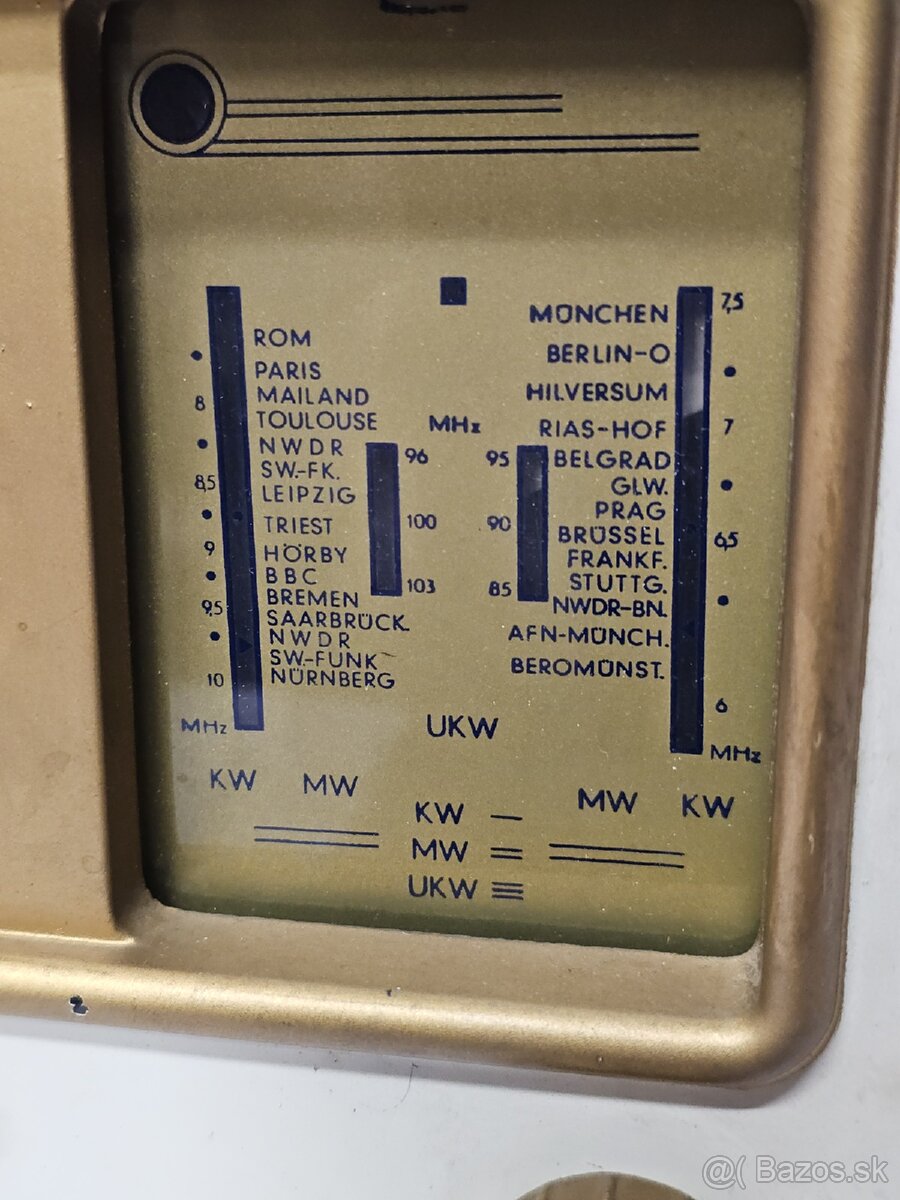 ROM
PARIS
8
MAILAND
TOULOUSE
NWDR
SW.-FK.
8,5
LEIPZIG
TRIEST
9
HÖRBY
BBC
BREMEN
9,5
SAARBRÜCK.
NWDR
SW.-FUNK
10
NÜRNBERG
MHz
KW
MW
MHz
96
95
100
90
103
85
UKW
MÜNCHEN
7,5
BERLIN-O
HILVERSUM
RIAS-HOF
7
BELGRAD
GLW.
PRAG
BRÜSSEL
6,5
FRANKF.
STUTTG.
NWDR-BN.
AFN-MÜNCH.
BEROMÜNST.
6
MHz
MW
KW
KW
MW
UKW
@( Bazos.sk